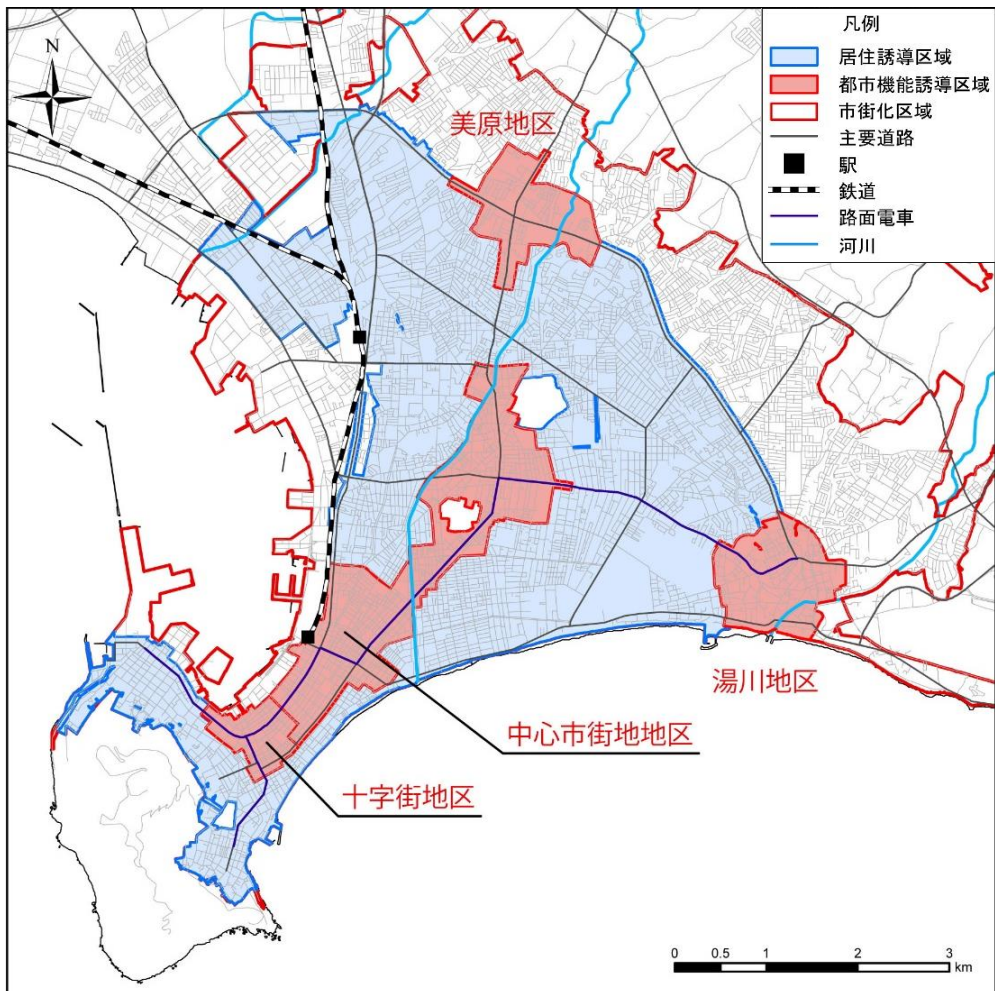 N
凡例
居住誘導区域
都市機能誘導区域
市街化区域
主要道路
駅
鉄道
路面電車
河川
美原地区
湯川地区
中心市街地地区
十字街地区
0 0.5 1 2 3
km